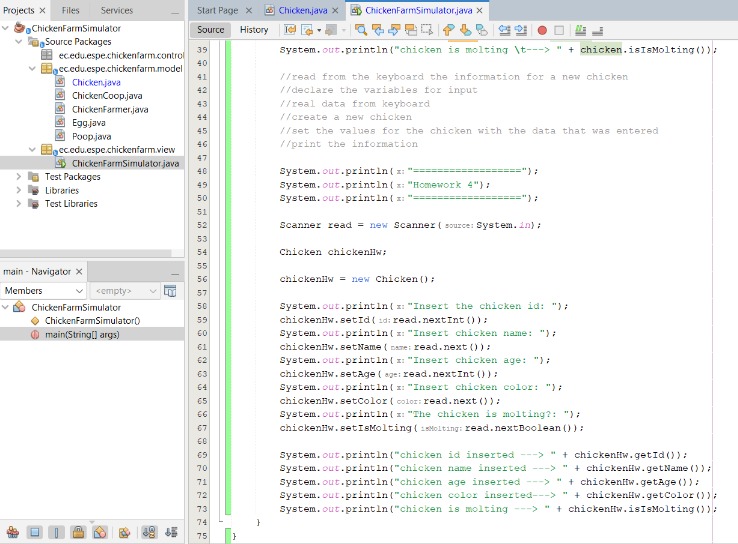 Projects × Files Services
ChickenFarmSimulator
Source Packages
ec.edu.espe.chickenfarm.control
ec.edu.espe.chickenfarm.model
Chicken.java
ChickenCoop.java
ChickenFarmer.java
Egg.java
Poop.java
ec.edu.espe.chickenfarm.view
ChickenFarmSimulator.java
Test Packages
Libraries
Test Libraries
main - Navigator ×
Members <empty>
ChickenFarmSimulator
ChickenFarmSimulator()
main(String[] args)
Start Page × Chicken.java × ChickenFarmSimulator.java ×
Source History
39 System.out.println("chicken is molting \t---> " + chicken.isIsMolting());
40
41 //read from the keyboard the information for a new chicken
42 //declare the variables for input
43 //real data from keyboard
44 //create a new chicken
45 //set the values for the chicken with the data that was entered
46 //print the information
47
48 System.out.println( x: "==================");
49 System.out.println( x: "Homework 4");
50 System.out.println( x: "==================");
51
52 Scanner read = new Scanner( source: System.in);
53
54 Chicken chickenHw;
55
56 chickenHw = new Chicken();
57
58 System.out.println( x: "Insert the chicken id: ");
59 chickenHw.setId( id: read.nextInt());
60 System.out.println( x: "Insert chicken name: ");
61 chickenHw.setName( name: read.next());
62 System.out.println( x: "Insert chicken age: ");
63 chickenHw.setAge( age: read.nextInt());
64 System.out.println( x: "Insert chicken color: ");
65 chickenHw.setColor( color: read.next());
66 System.out.println( x: "The chicken is molting?: ");
67 chickenHw.setIsMolting( isMolting: read.nextBoolean());
68
69 System.out.println("chicken id inserted ---> " + chickenHw.getId());
70 System.out.println("chicken name inserted ---> " + chickenHw.getName());
71 System.out.println("chicken age inserted ---> " + chickenHw.getAge());
72 System.out.println("chicken color inserted---> " + chickenHw.getColor());
73 System.out.println("chicken is molting ---> " + chickenHw.isIsMolting());
74 }
75 }